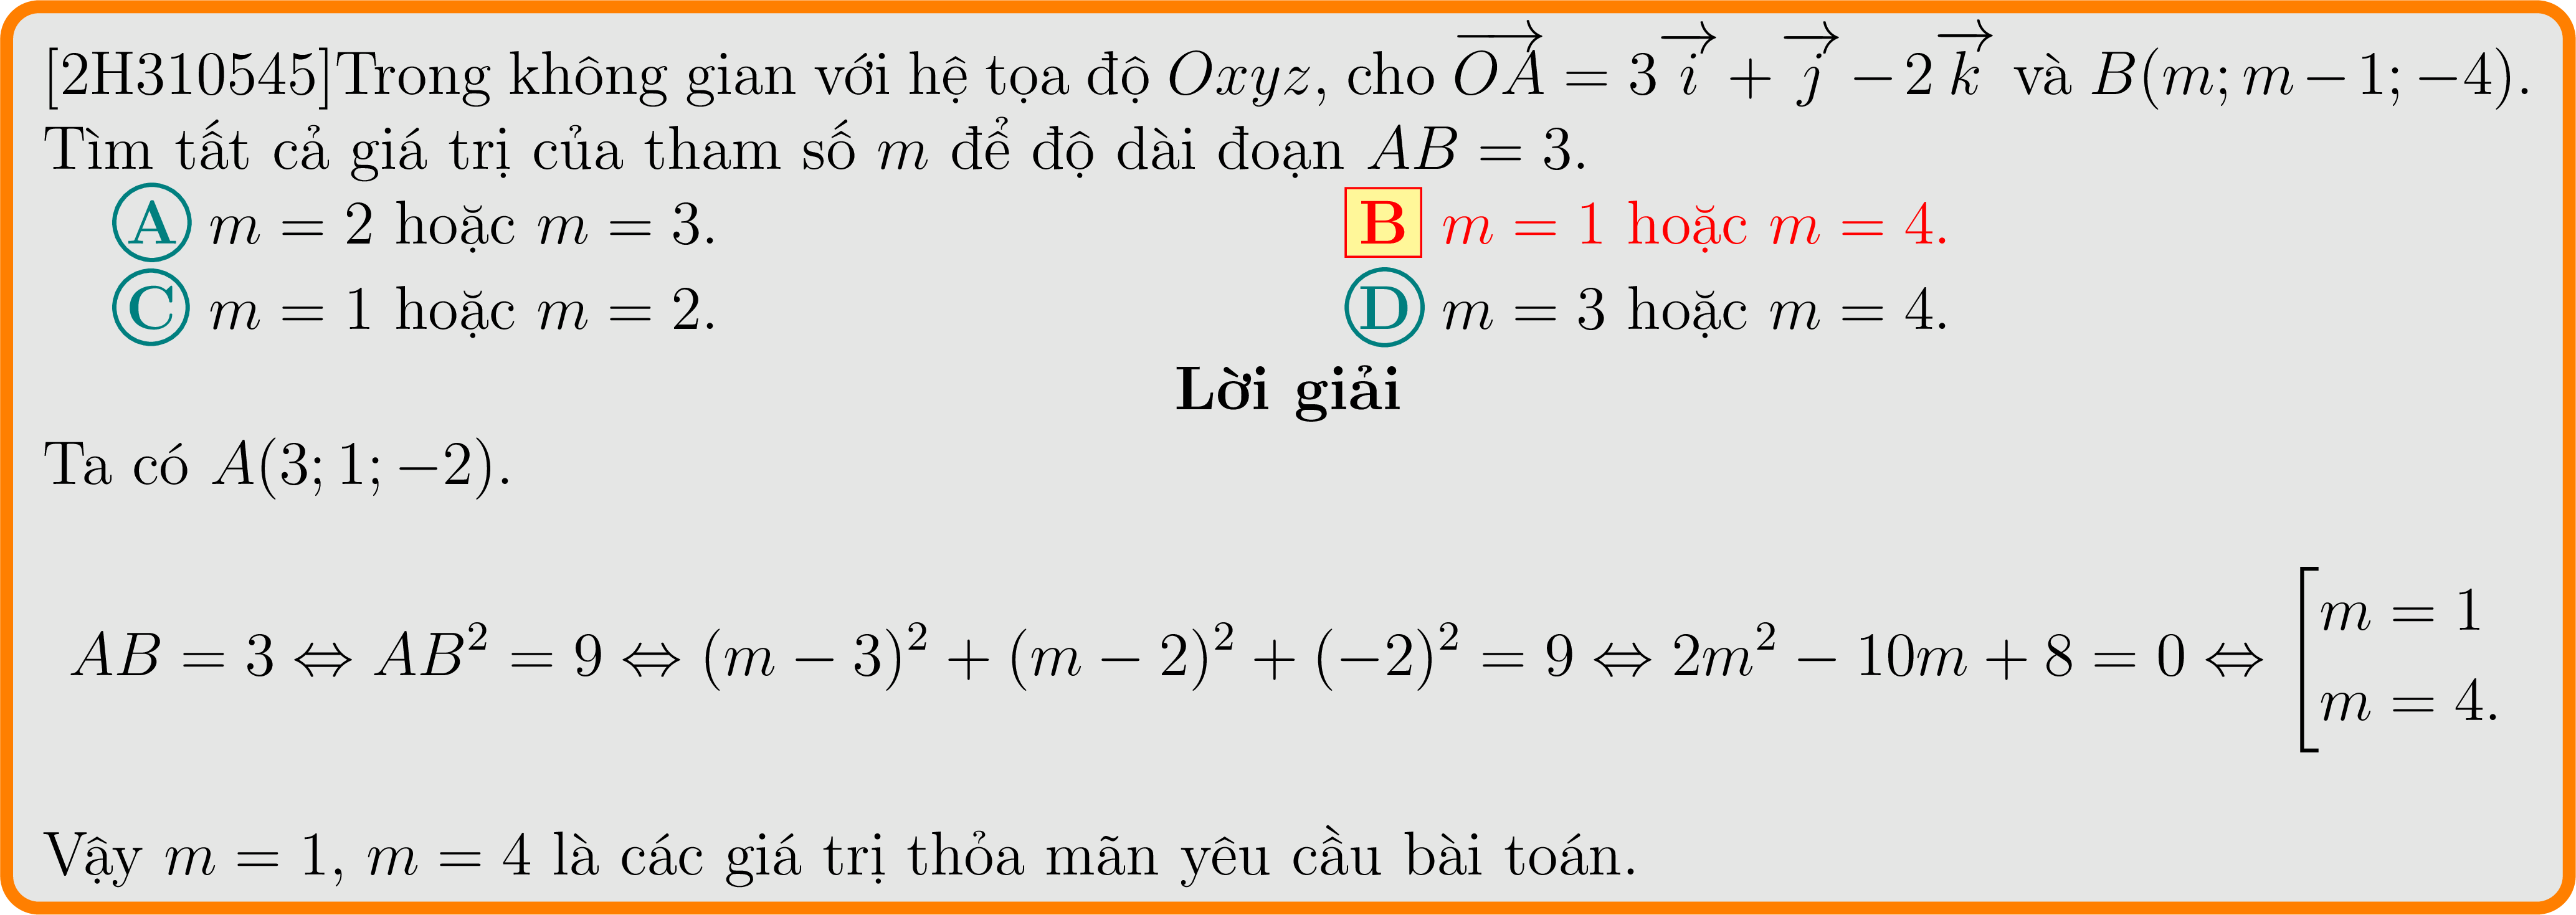 [2H310545]Trong không gian với hệ tọa độ Oxyz, cho $\overrightarrow{OA} = 3\overrightarrow{i} + \overrightarrow{j} - 2\overrightarrow{k}$ và B(m; m − 1; −4).
Tìm tất cả giá trị của tham số m để độ dài đoạn AB = 3.
A m = 2 hoặc m = 3.
B m = 1 hoặc m = 4.
C m = 1 hoặc m = 2.
D m = 3 hoặc m = 4.
Lời giải
Ta có A(3; 1; −2).
$AB = 3 \Leftrightarrow AB^2 = 9 \Leftrightarrow (m - 3)^2 + (m - 2)^2 + (-2)^2 = 9 \Leftrightarrow 2m^2 - 10m + 8 = 0 \Leftrightarrow \left[\begin{array}{l} m = 1 \\ m = 4. \end{array}\right.$
Vậy m = 1, m = 4 là các giá trị thỏa mãn yêu cầu bài toán.